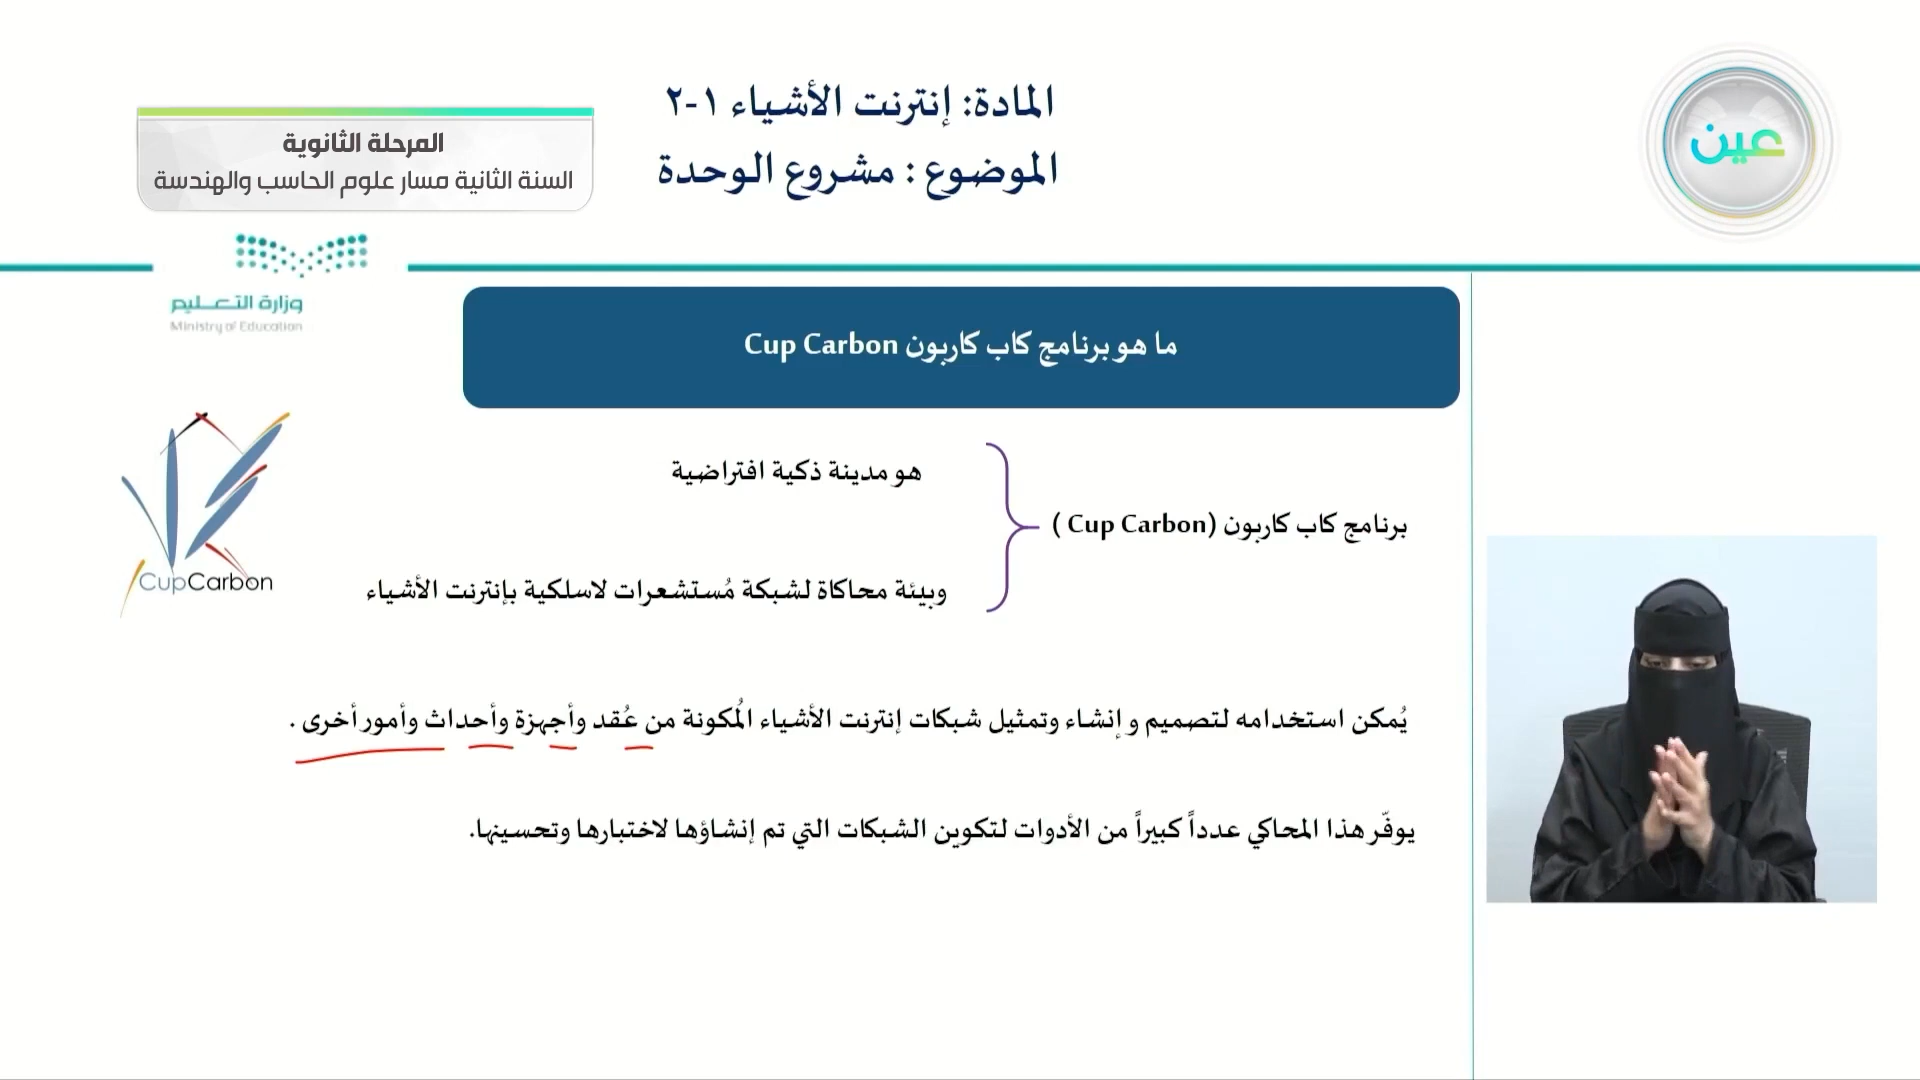 المادة: إنترنت الأشياء ١-٢
الموضوع : مشروع الوحدة
المرحلة الثانوية
السنة الثانية مسار علوم الحاسب والهندسة
عين
وزارة التعليم
Ministry of Education
ما هو برنامج كاب كاربون Cup Carbon
برنامج كاب كاربون (Cup Carbon )
هو مدينة ذكية افتراضية
وبيئة محاكاة لشبكة مُستشعرات لاسلكية بإنترنت الأشياء
CupCarbon
يُمكن استخدامه لتصميم وإنشاء وتمثيل شبكات إنترنت الأشياء المُكونة من عُقد وأجهزة وأحداث وأمور أخرى .
يوفّر هذا المحاكي عدداً كبيراً من الأدوات لتكوين الشبكات التي تم إنشاؤها لاختبارها وتحسينها.